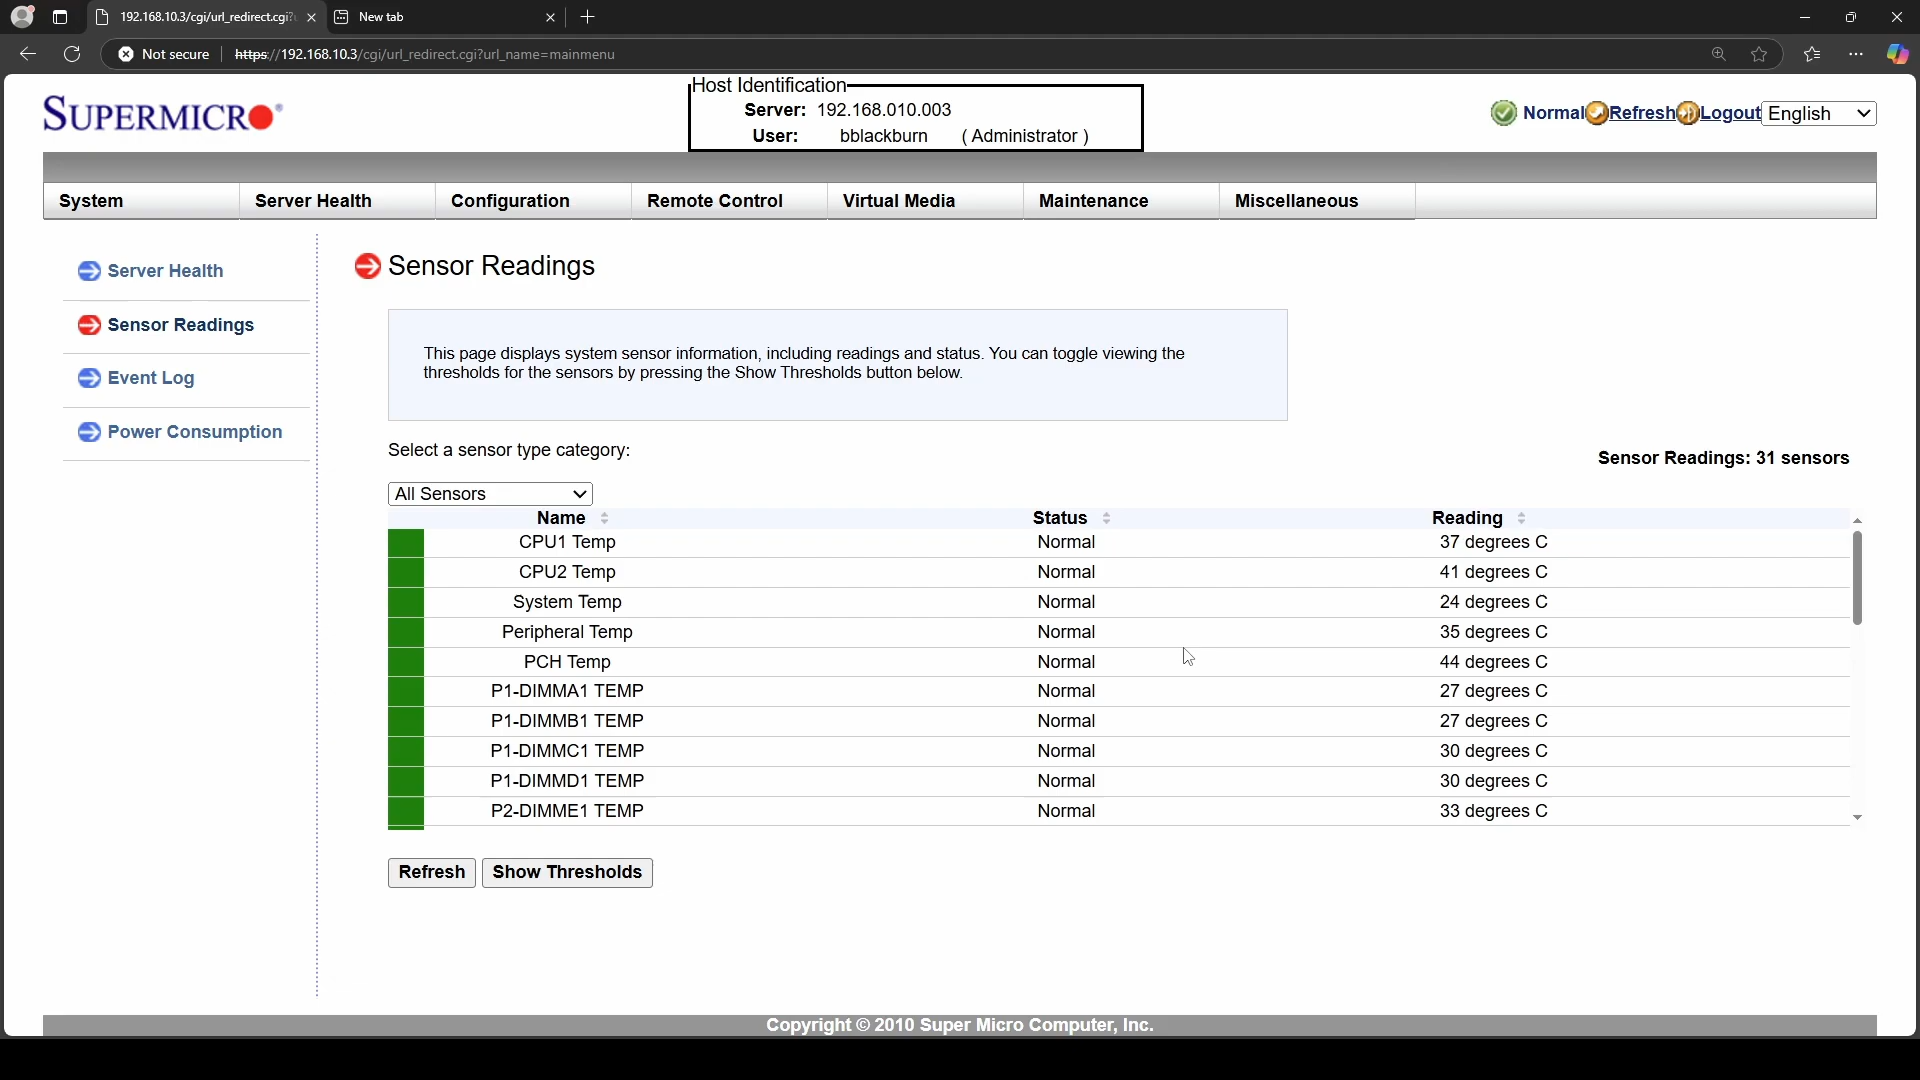 192.168.10.3/cgi/url_redirect.cgi?u
New tab
Not secure
https://192.168.10.3/cgi/url_redirect.cgi?url_name=mainmenu
SUPERMICRO®
Host Identification
Server: 192.168.010.003
User: bblackburn (Administrator )
Normal Refresh Logout English
System Server Health Configuration Remote Control Virtual Media Maintenance Miscellaneous
Server Health
Sensor Readings
Event Log
Power Consumption
Sensor Readings
This page displays system sensor information, including readings and status. You can toggle viewing the
thresholds for the sensors by pressing the Show Thresholds button below.
Select a sensor type category:
Sensor Readings: 31 sensors
All Sensors
Name Status Reading
CPU1 Temp Normal 37 degrees C
CPU2 Temp Normal 41 degrees C
System Temp Normal 24 degrees C
Peripheral Temp Normal 35 degrees C
PCH Temp Normal 44 degrees C
P1-DIMMA1 TEMP Normal 27 degrees C
P1-DIMMB1 TEMP Normal 27 degrees C
P1-DIMMC1 TEMP Normal 30 degrees C
P1-DIMMD1 TEMP Normal 30 degrees C
P2-DIMME1 TEMP Normal 33 degrees C
Refresh Show Thresholds
Copyright © 2010 Super Micro Computer, Inc.